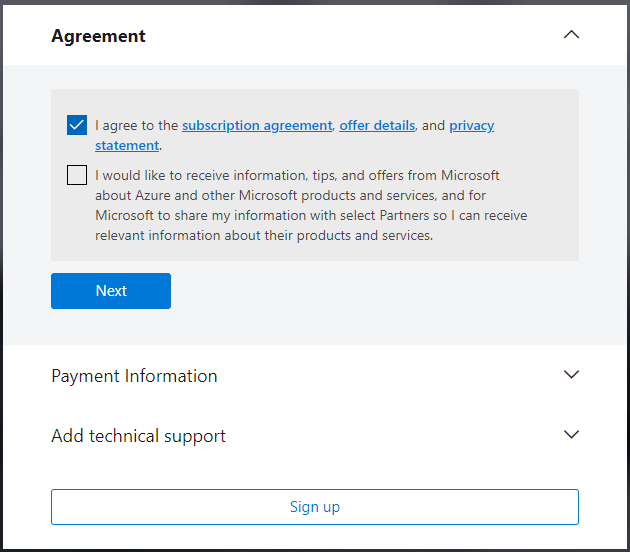 Agreement
I agree to the subscription agreement, offer details, and privacy
statement.
I would like to receive information, tips, and offers from Microsoft
about Azure and other Microsoft products and services, and for
Microsoft to share my information with select Partners so I can receive
relevant information about their products and services.
Next
Payment Information
Add technical support
Sign up